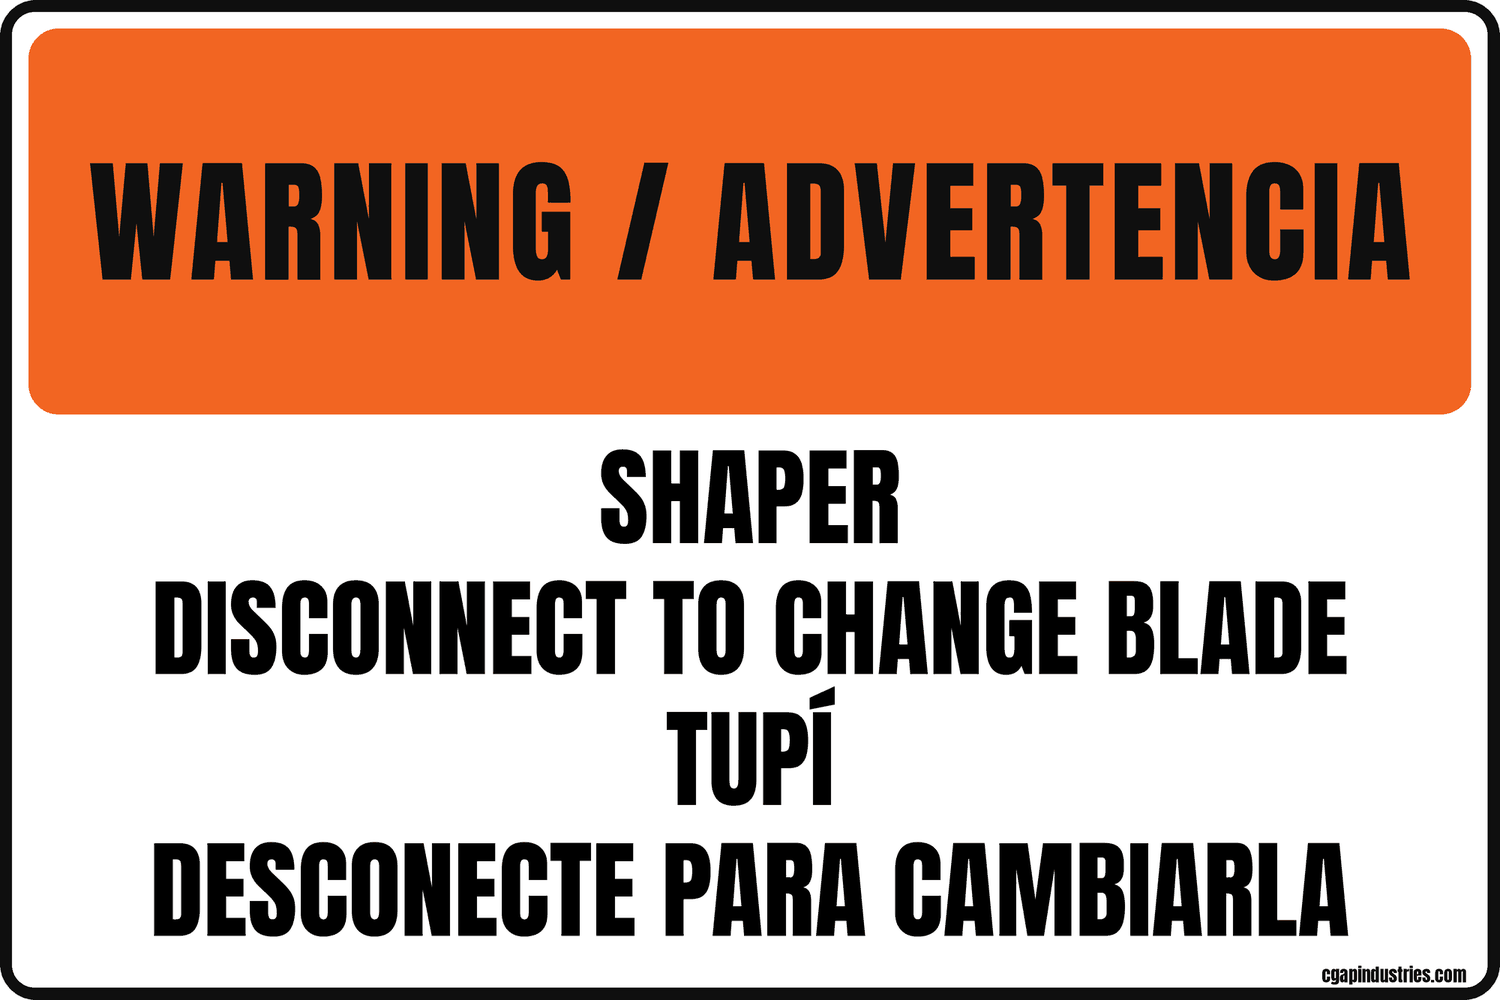 WARNING / ADVERTENCIA
SHAPER
DISCONNECT TO CHANGE BLADE
TUPÍ
DESCONECTE PARA CAMBIARLA
cgapindustries.com